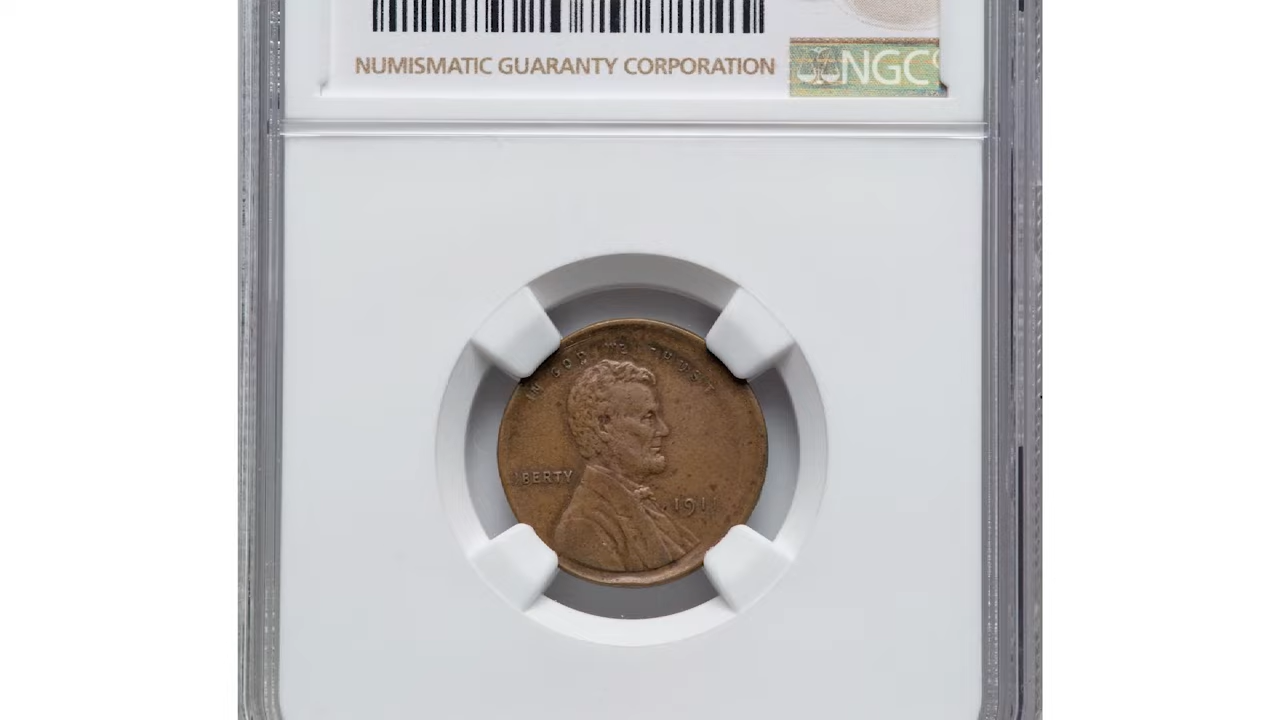 NUMISMATIC GUARANTY CORPORATION
NGC
IN GOD WE TRUST
LIBERTY
1911